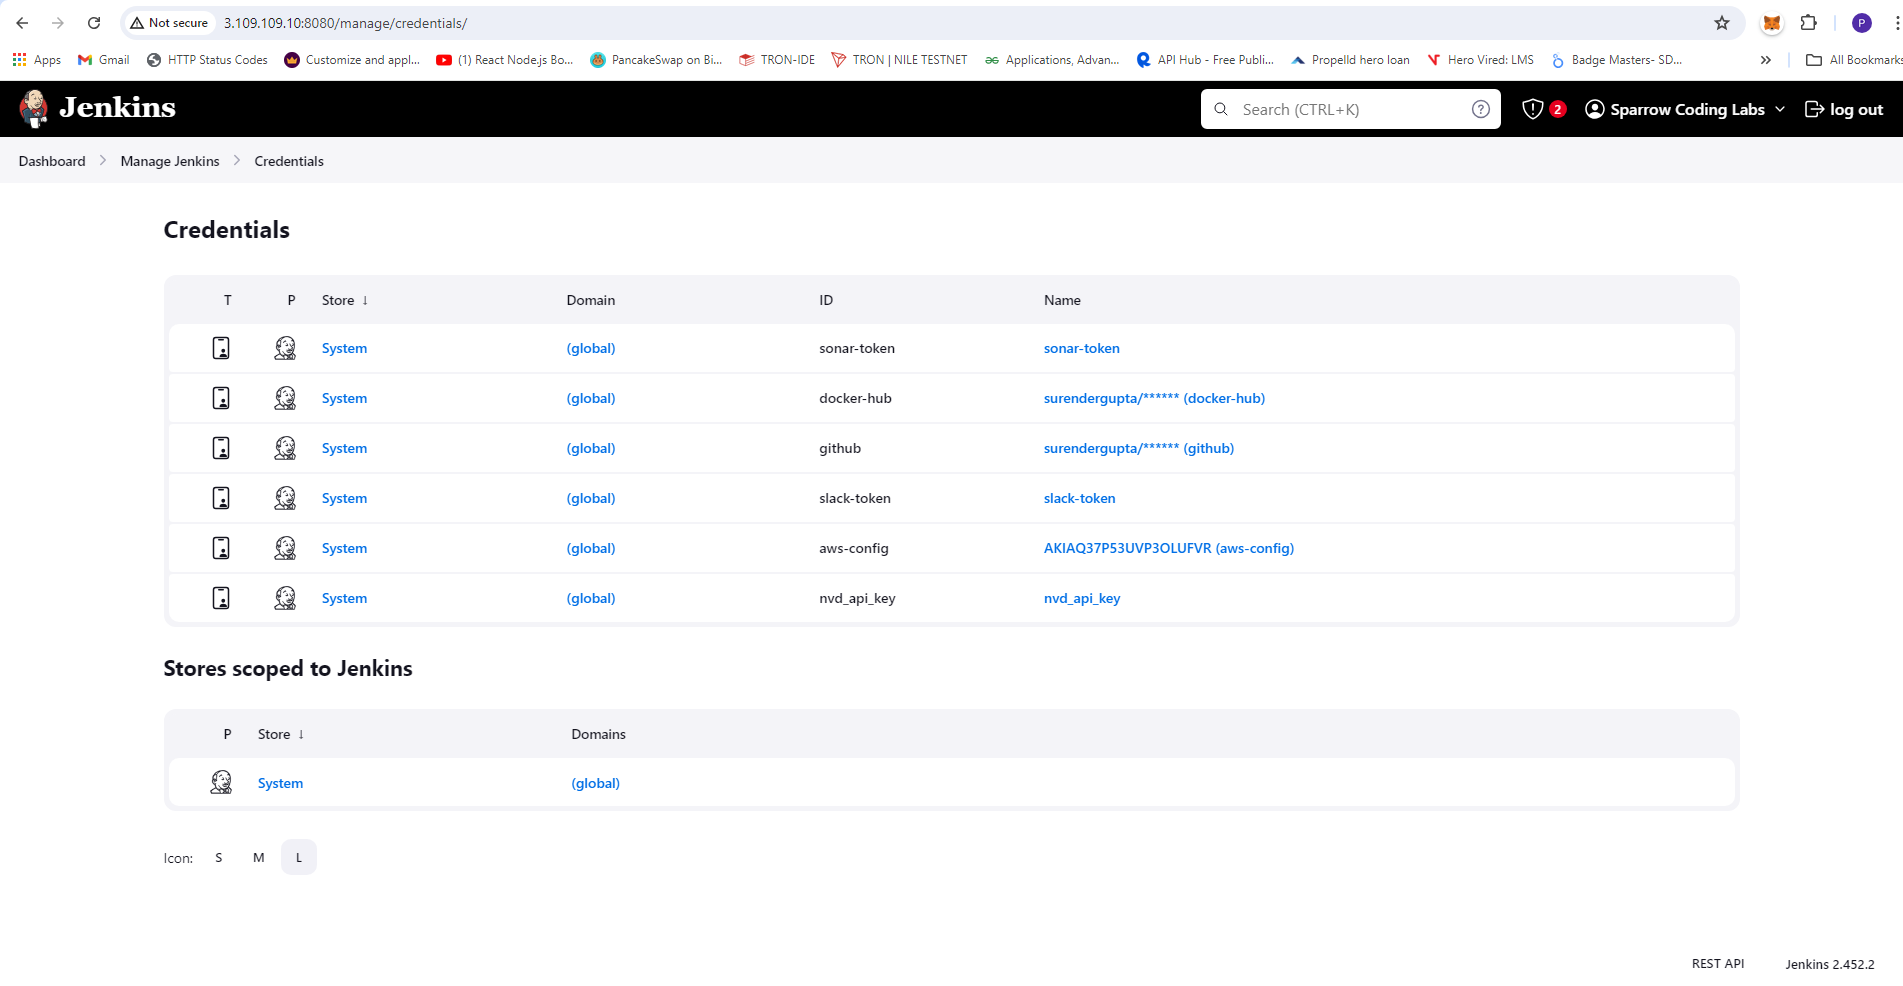 Not secure 3.109.109.10:8080/manage/credentials/ P
Apps Gmail HTTP Status Codes Customize and appl... (1) React Node.js Bo... PancakeSwap on Bi... TRON-IDE TRON | NILE TESTNET Applications, Advan... API Hub - Free Publi... Propelld hero loan Hero Vired: LMS Badge Masters- SD... » All Bookmarks
Jenkins Search (CTRL+K) ? 2 Sparrow Coding Labs log out
Dashboard Manage Jenkins Credentials
Credentials
T P Store ↓ Domain ID Name
System (global) sonar-token sonar-token
System (global) docker-hub surendergupta/****** (docker-hub)
System (global) github surendergupta/****** (github)
System (global) slack-token slack-token
System (global) aws-config AKIAQ37P53UVP3OLUFVR (aws-config)
System (global) nvd_api_key nvd_api_key
Stores scoped to Jenkins
P Store ↓ Domains
System (global)
Icon: S M L
REST API Jenkins 2.452.2